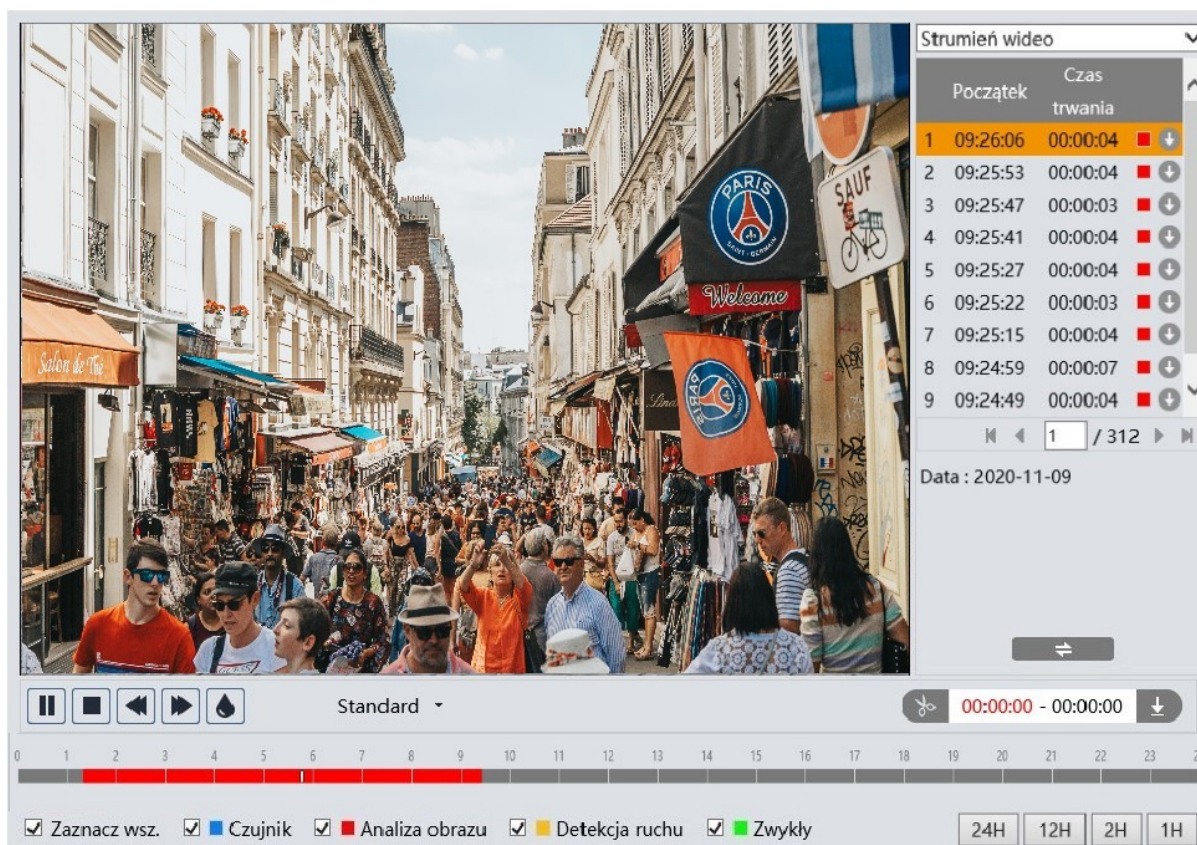 Strumień wideo
Początek Czas trwania
1 09:26:06 00:00:04
2 09:25:53 00:00:04
3 09:25:47 00:00:03
4 09:25:41 00:00:04
5 09:25:27 00:00:04
6 09:25:22 00:00:03
7 09:25:15 00:00:04
8 09:24:59 00:00:07
9 09:24:49 00:00:04
1 / 312
Data : 2020-11-09
SAUF
PARIS
SAINT-GERMAIN
Welcome
Salon de Thé
PARIS
Standard
00:00:00 - 00:00:00
0 1 2 3 4 5 6 7 8 9 10 11 12 13 14 15 16 17 18 19 20 21 22 23
Zaznacz wsz. Czujnik Analiza obrazu Detekcja ruchu Zwykły
24H 12H 2H 1H